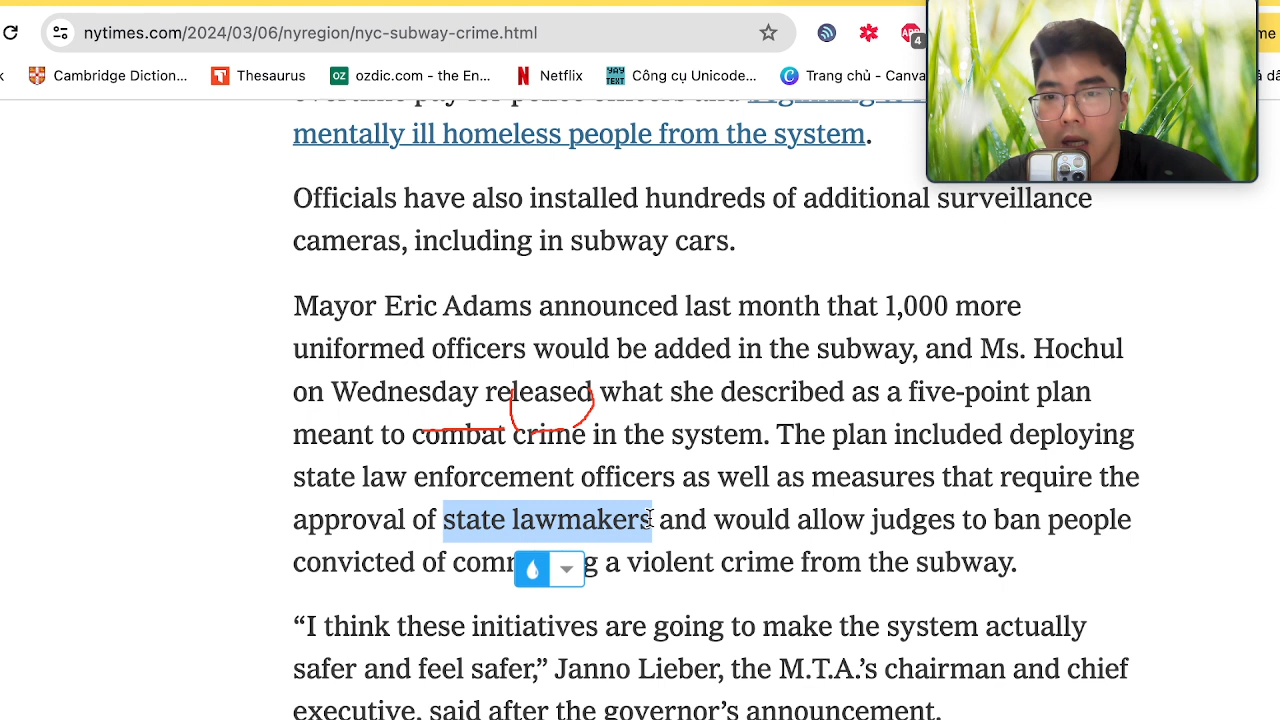 nytimes.com/2024/03/06/nyregion/nyc-subway-crime.html
4
me
k
Cambridge Diction...
Thesaurus
OZ
ozdic.com - the En...
Netflix
YAY
TEXT
Công cụ Unicode...
Trang chủ - Canva
mentally ill homeless people from the system.
Officials have also installed hundreds of additional surveillance
cameras, including in subway cars.
Mayor Eric Adams announced last month that 1,000 more
uniformed officers would be added in the subway, and Ms. Hochul
on Wednesday released what she described as a five-point plan
meant to combat crime in the system. The plan included deploying
state law enforcement officers as well as measures that require the
approval of state lawmakers and would allow judges to ban people
convicted of comm g a violent crime from the subway.
“I think these initiatives are going to make the system actually
safer and feel safer,” Janno Lieber, the M.T.A.’s chairman and chief
executive, said after the governor’s announcement.